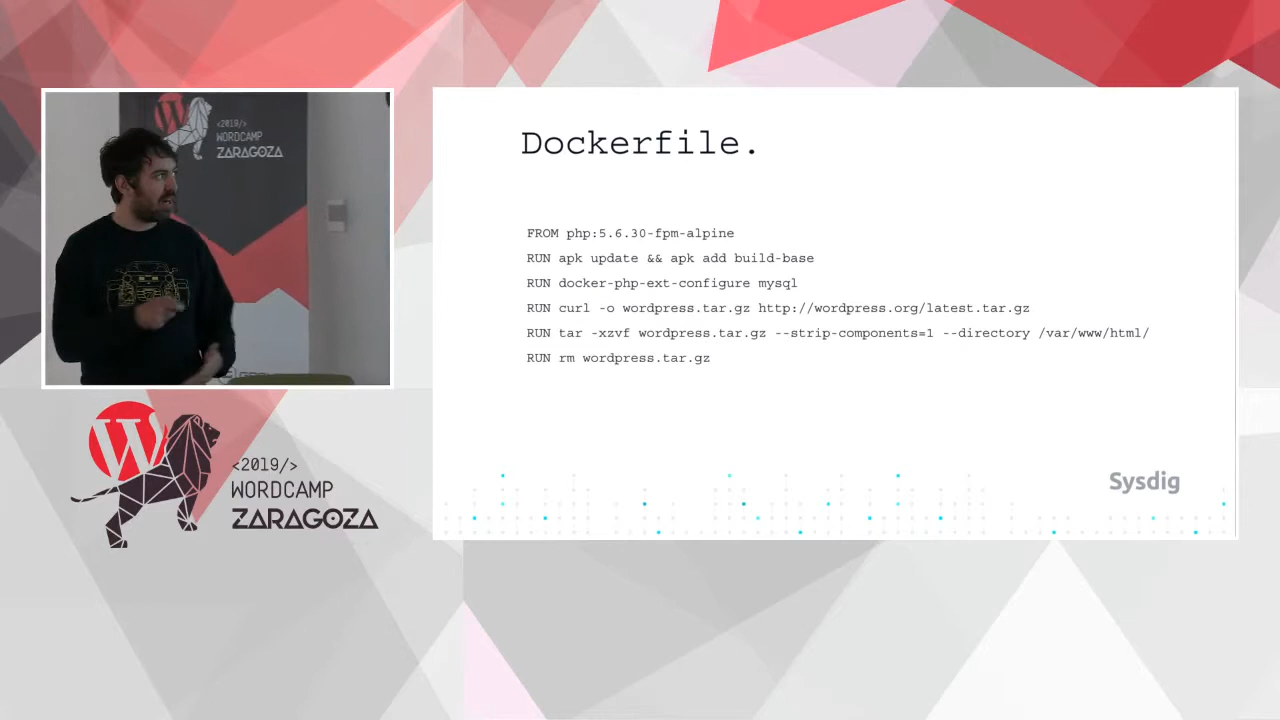 <2019/>
WORDCAMP
ZARAGOZA
Dockerfile.
FROM php:5.6.30-fpm-alpine
RUN apk update && apk add build-base
RUN docker-php-ext-configure mysql
RUN curl -o wordpress.tar.gz http://wordpress.org/latest.tar.gz
RUN tar -xzvf wordpress.tar.gz --strip-components=1 --directory /var/www/html/
RUN rm wordpress.tar.gz
Sysdig
W
<2019/>
WORDCAMP
ZARAGOZA